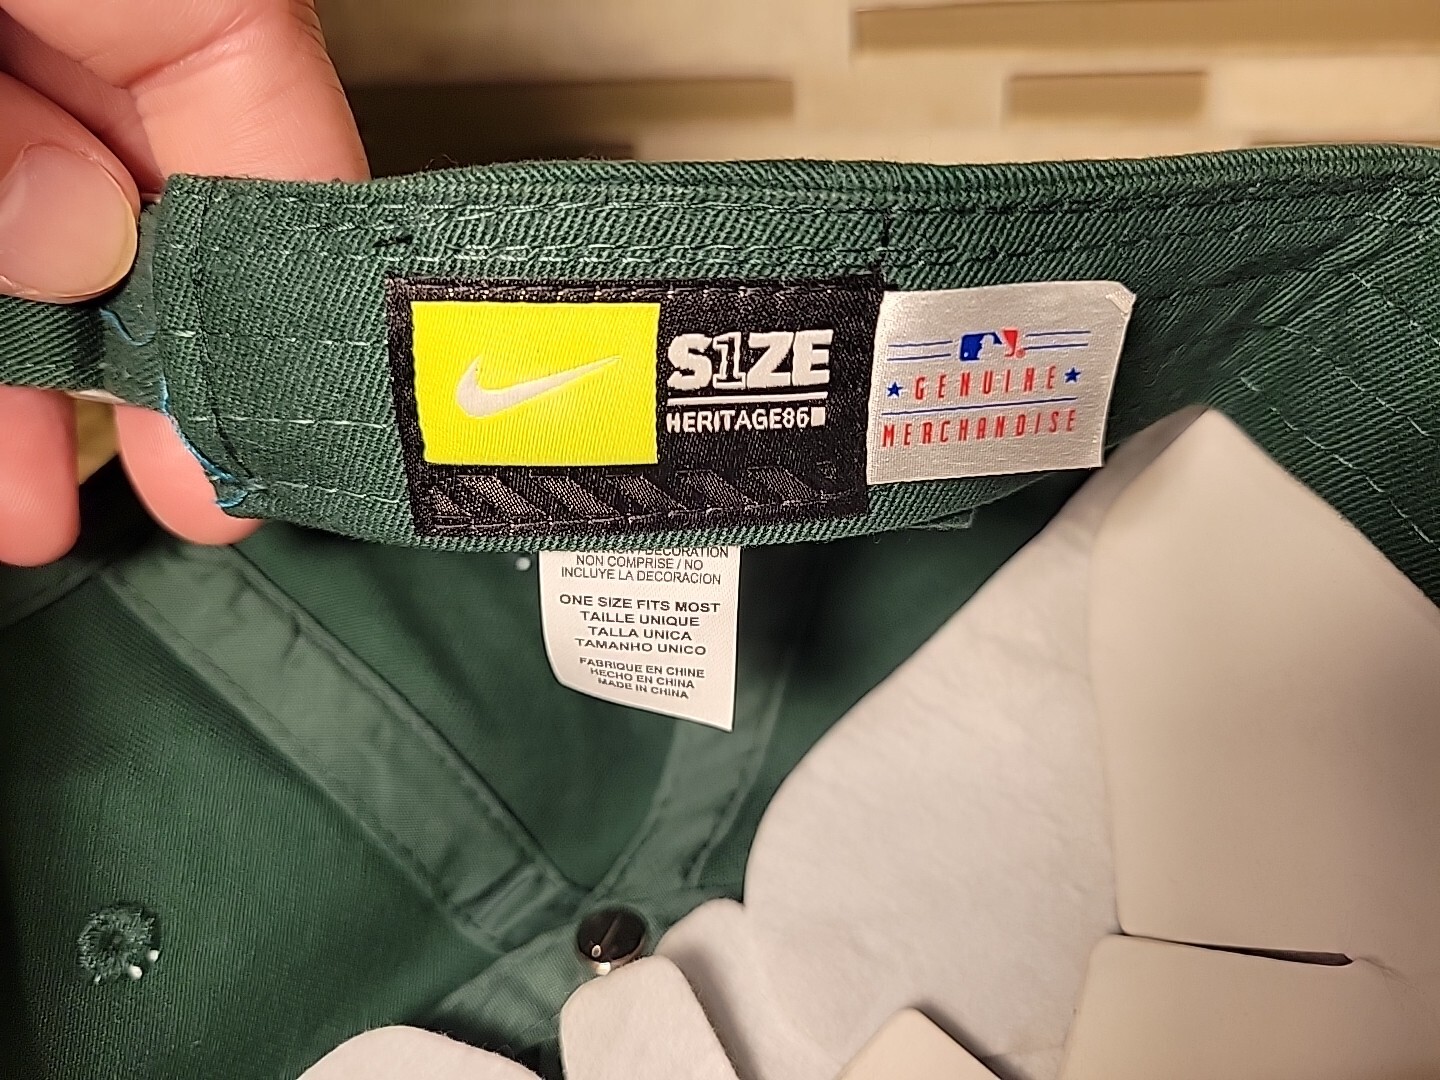 S1ZE
HERITAGE86
GENUINE
MERCHANDISE
/DECORATION
NON COMPRISE / NO
INCLUYE LA DECORACION
ONE SIZE FITS MOST
TAILLE UNIQUE
TALLA UNICA
TAMANHO UNICO
FABRIQUE EN CHINE
HECHO EN CHINA
MADE IN CHINA